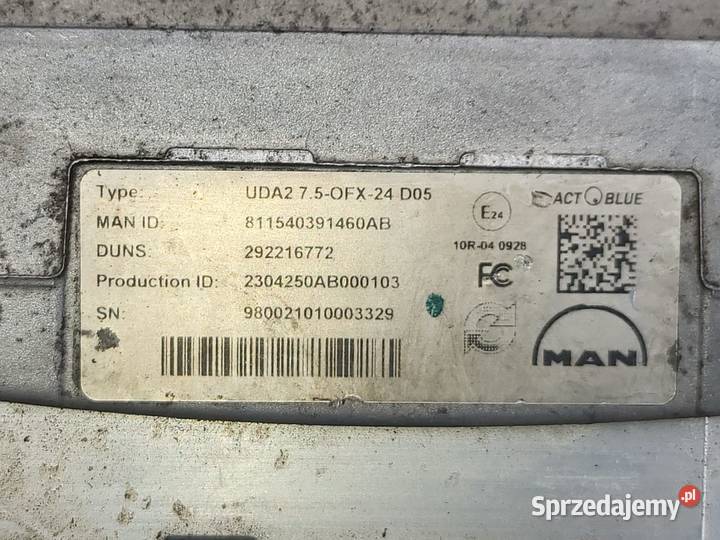 Type: UDA2 7.5-OFX-24 D05
MAN ID: 811540391460AB
DUNS: 292216772
Production ID: 2304250AB000103
SN: 980021010003329
E24
10R-04 0928
FC
ACT BLUE
MAN
Sprzedajemy.pl